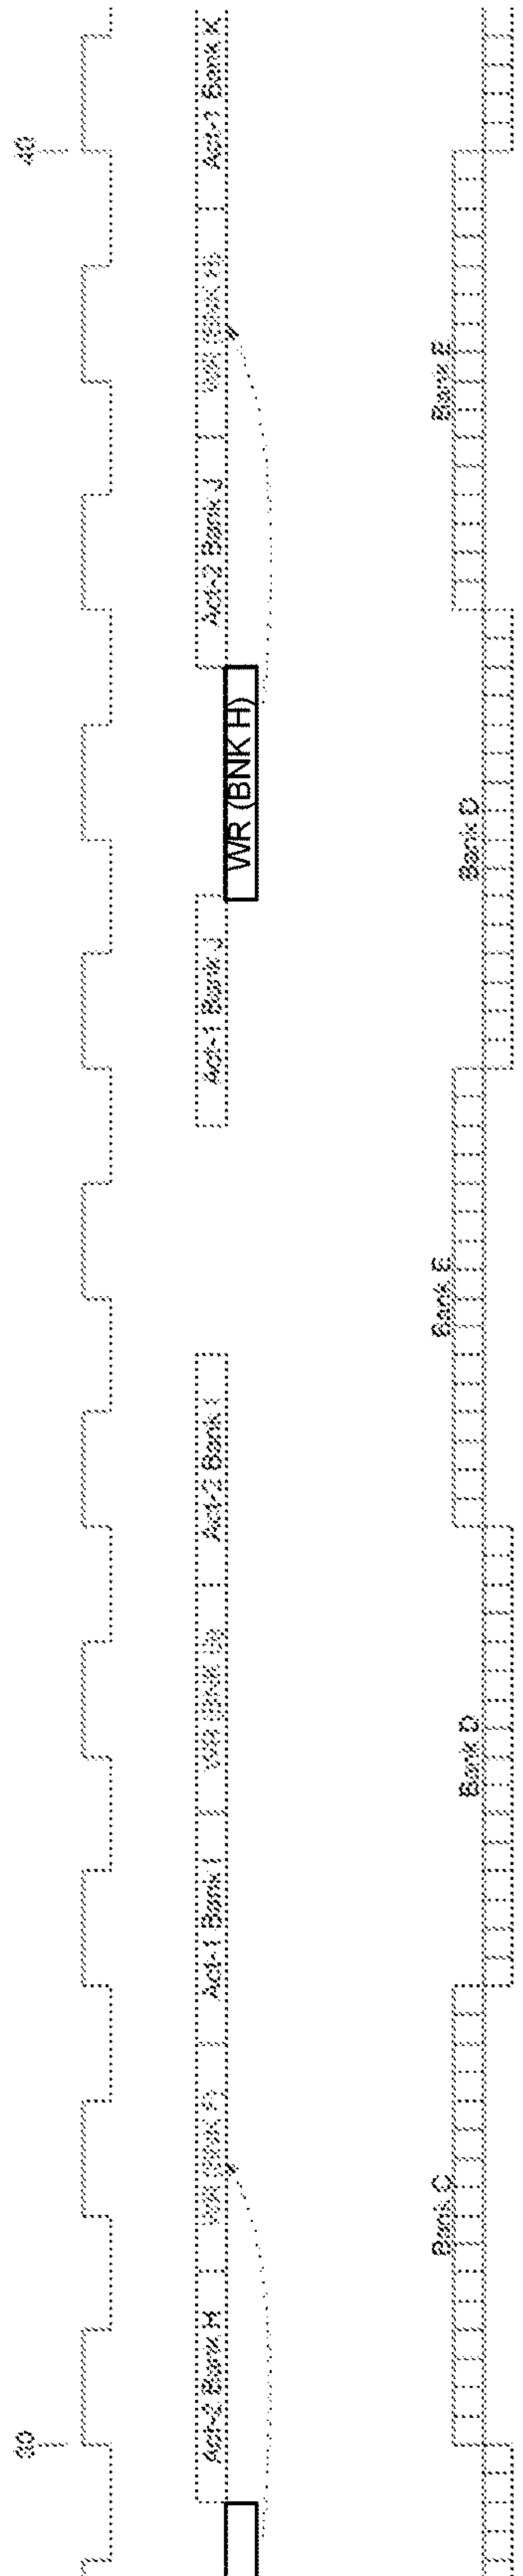 30
40
Act-2 Bank H
WR (BNK
Act-1 Bank I
WR (BNK
Act-2 Bank I
Act-1 Bank J
Act-2 Bank J
WR (BNK
Act-1 Bank K
WR (BNK H)
Bank C
Bank D
Bank E
Bank D
Bank E